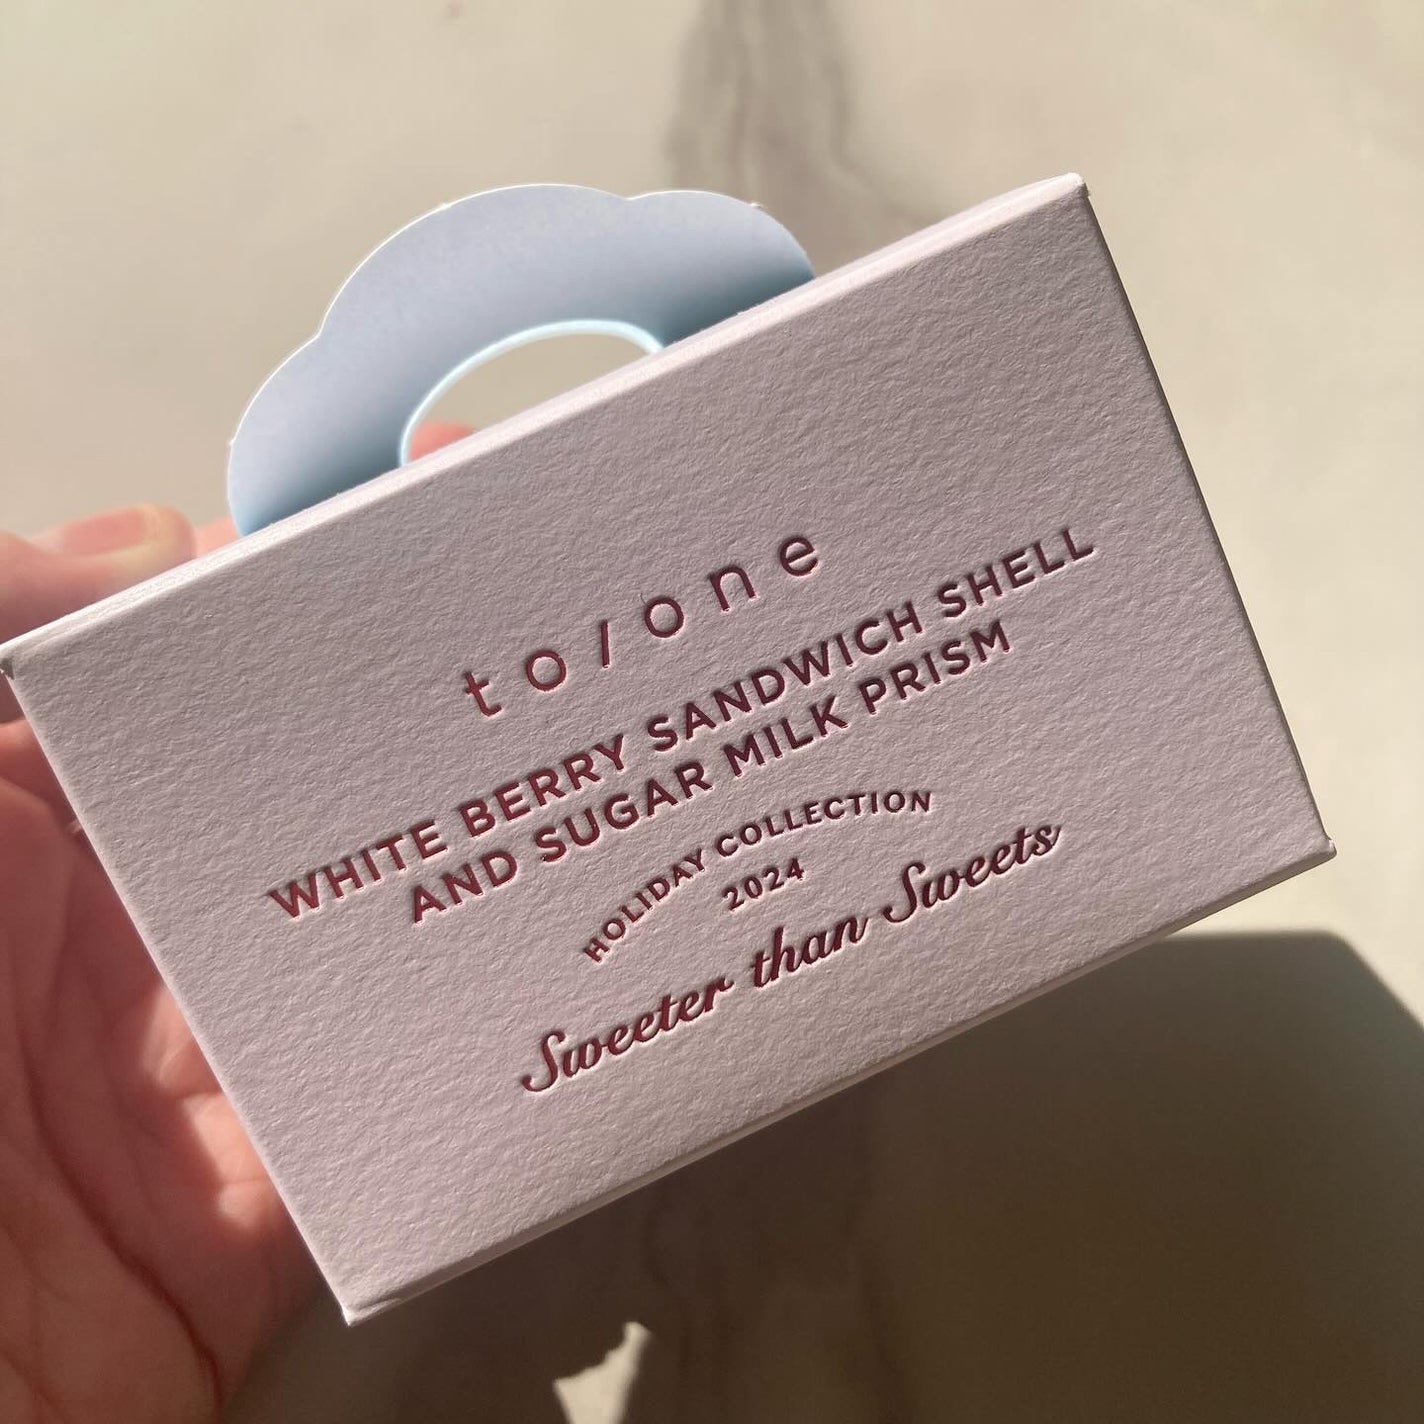 to/one
WHITE BERRY SANDWICH SHELL
AND SUGAR MILK PRISM
HOLIDAY COLLECTION
2024
Sweeter than Sweets